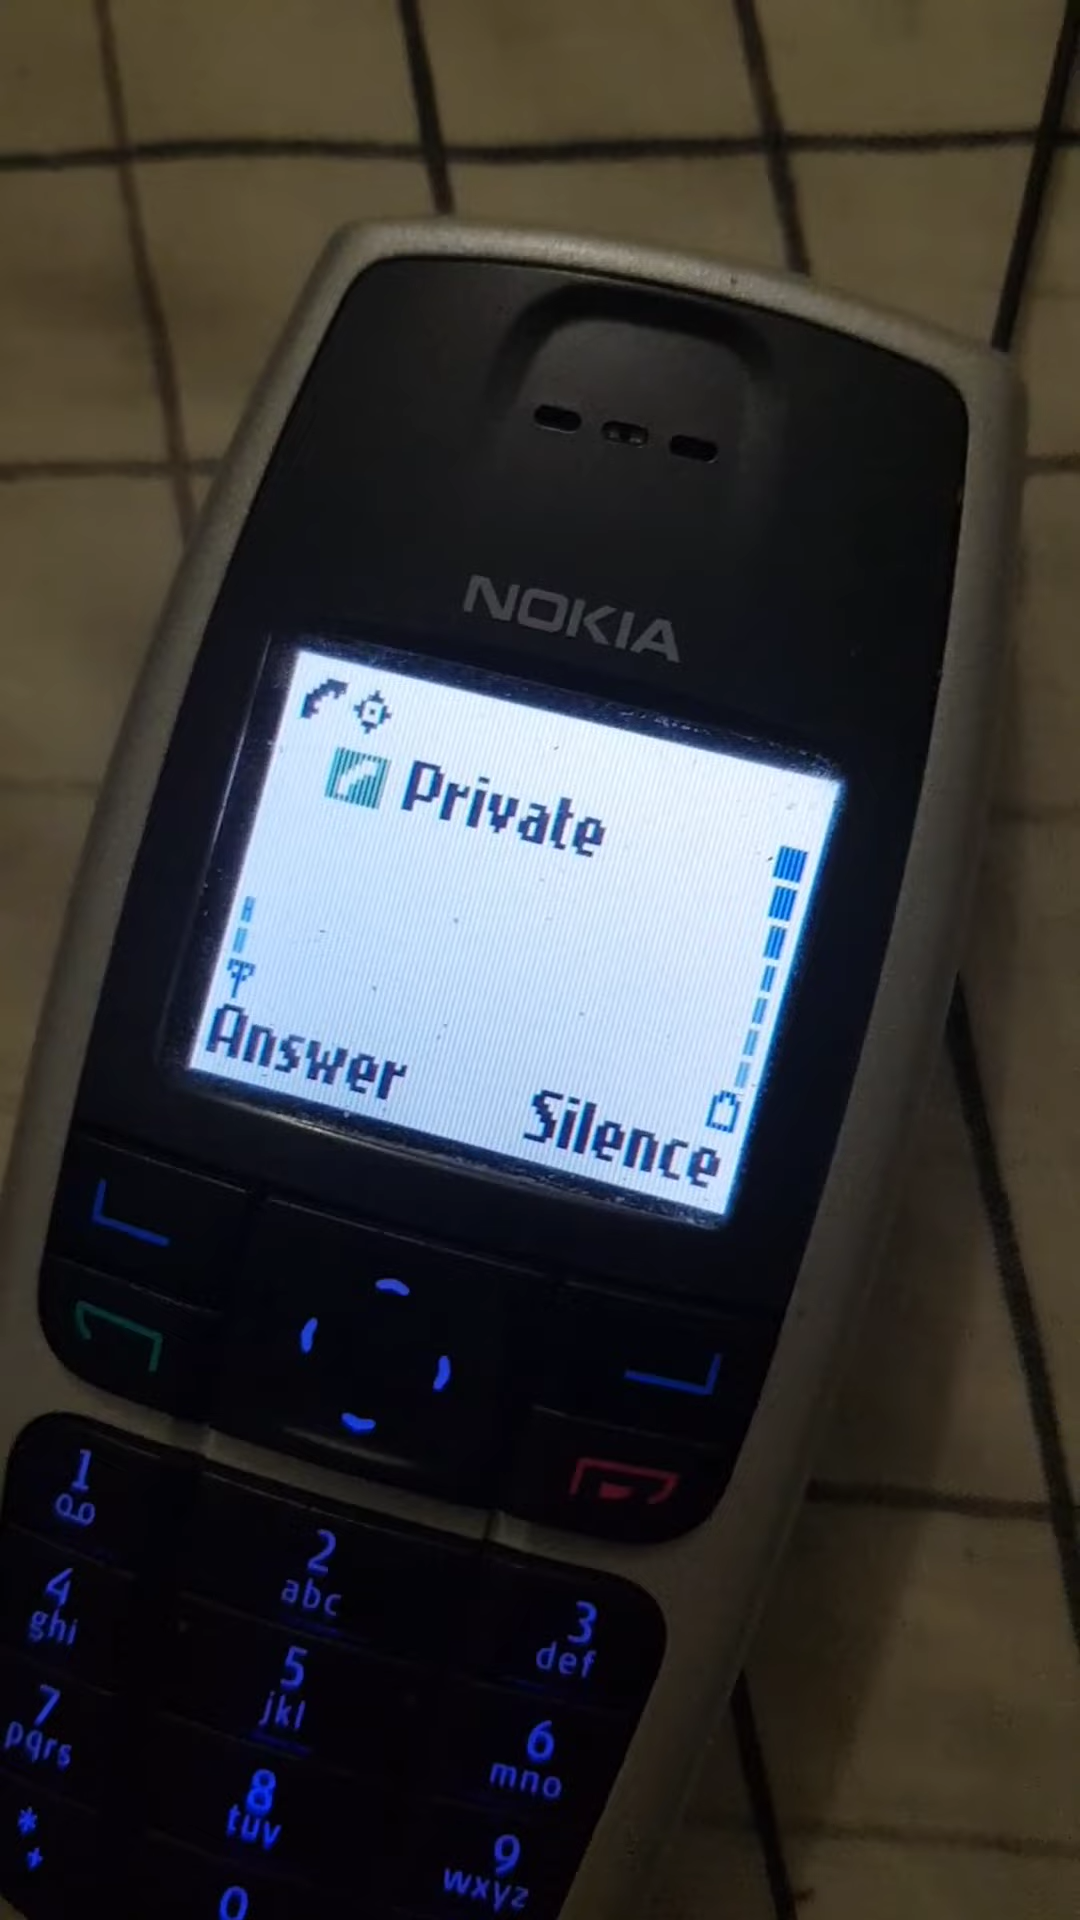 NOKIA
Private
Answer
Silence
1
2
abc
3
def
4
ghi
5
jkl
6
mno
7
pqrs
8
tuv
9
wxyz
*
+
0